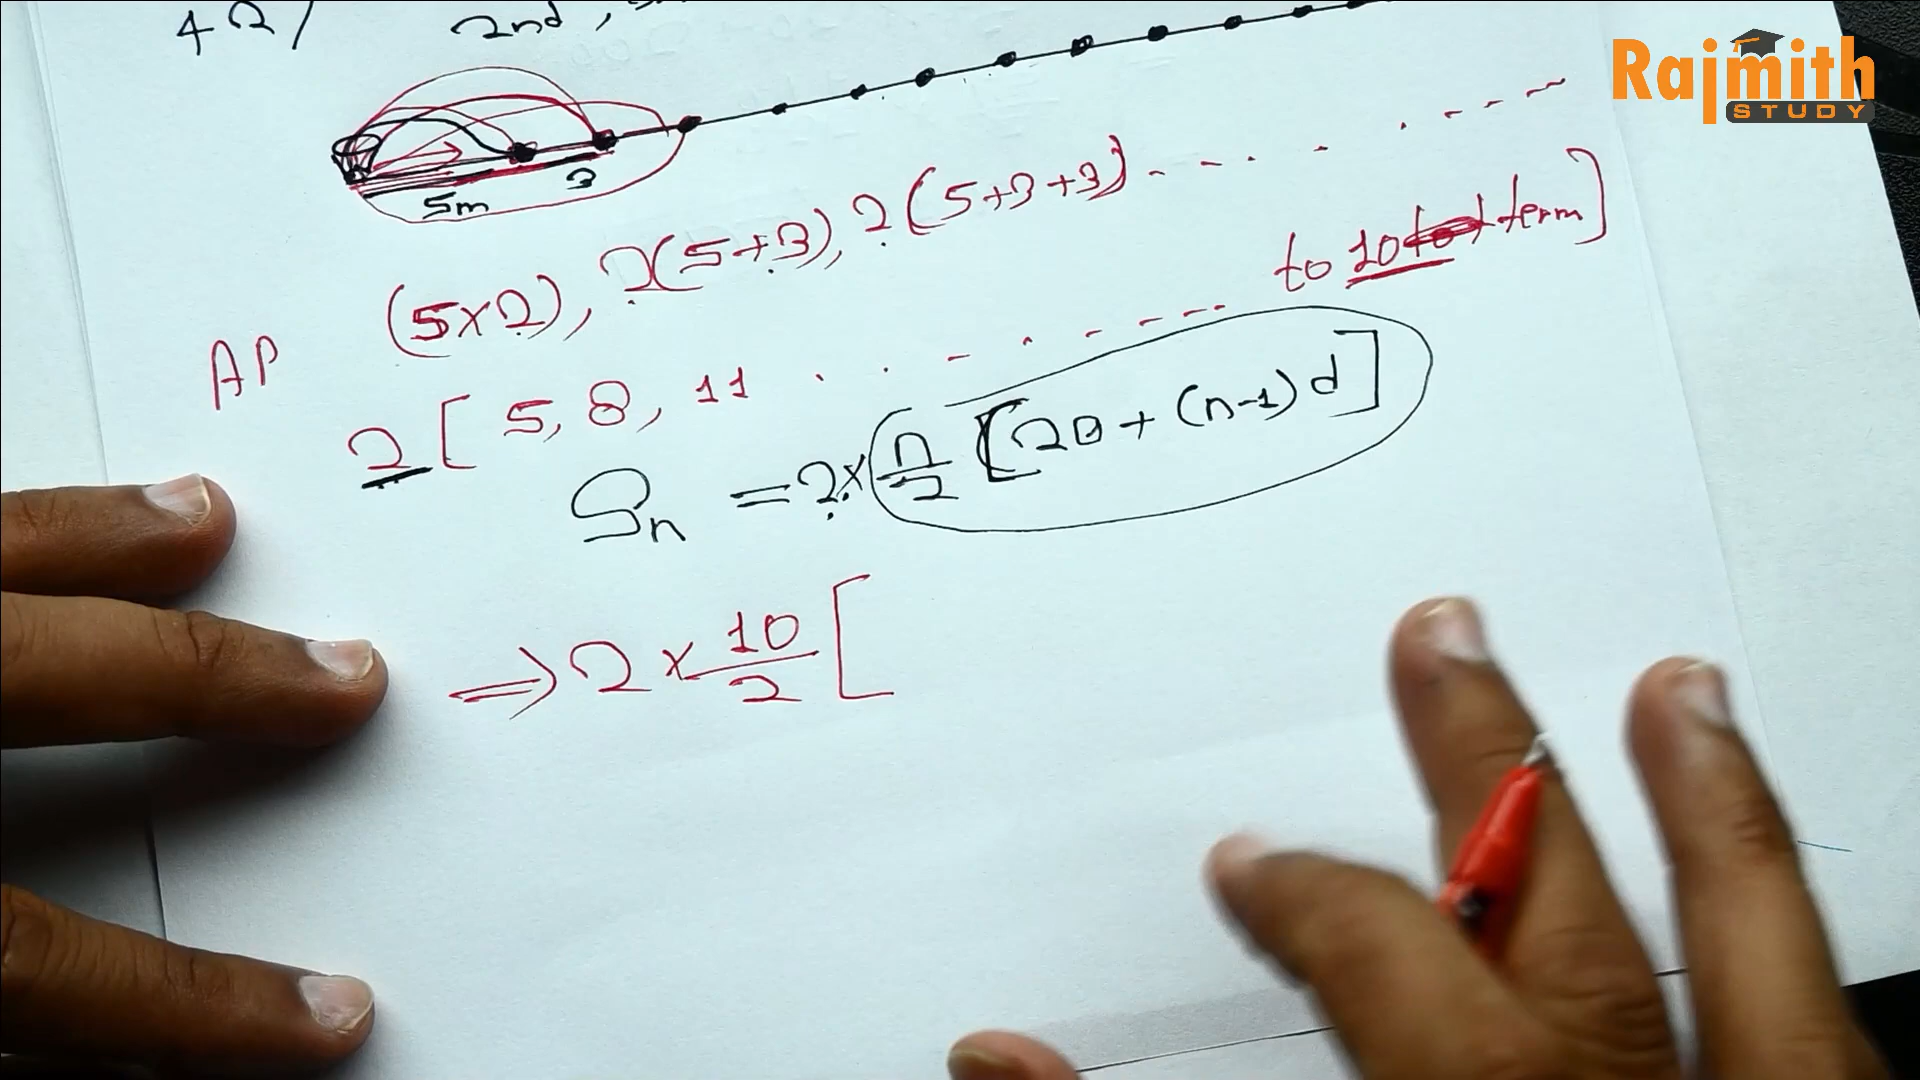 42/ 2nd,
Rajmith
STUDY
5m 3
(5×2), 2(5+3), 2(5+3+3) . . . . .
AP 2[ 5, 8, 11 . . . . . to 10 term]
Sn = 2×n/2 [2a + (n-1)d]
⇒ 2 × 10/2 [